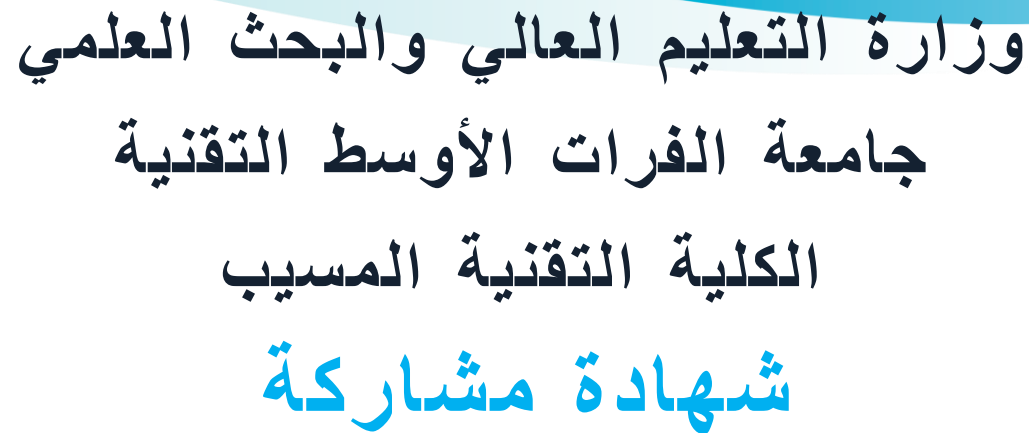 وزارة التعليم العالي والبحث العلمي
جامعة الفرات الأوسط التقنية
الكلية التقنية المسيب
شهادة مشاركة